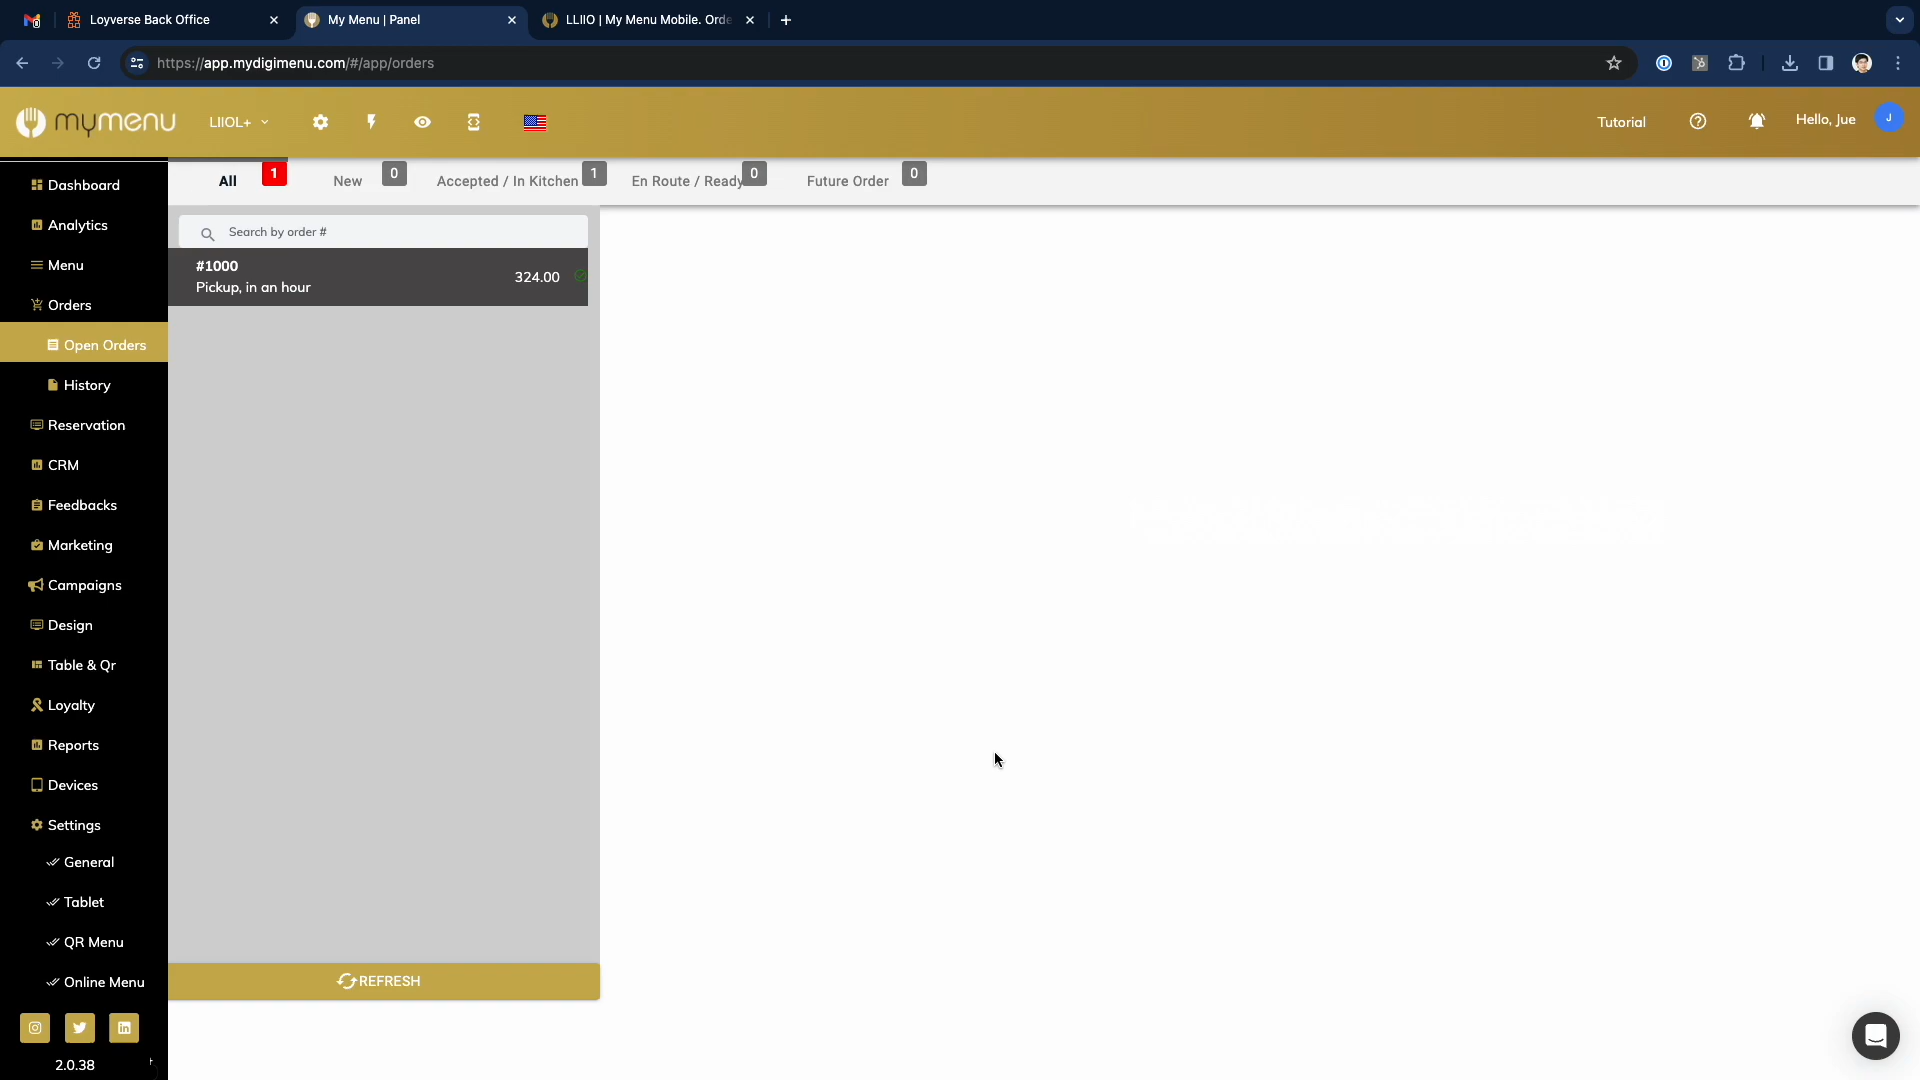 Loyverse Back Office
My Menu | Panel
LLIIO | My Menu Mobile. Orde
https://app.mydigimenu.com/#/app/orders
mymenu
LIIOL+
Tutorial
Hello, Jue
J
All 1
New 0
Accepted / In Kitchen 1
En Route / Ready 0
Future Order 0
Dashboard
Analytics
Menu
Orders
Open Orders
History
Reservation
CRM
Feedbacks
Marketing
Campaigns
Design
Table & Qr
Loyalty
Reports
Devices
Settings
General
Tablet
QR Menu
Online Menu
2.0.38
Search by order #
#1000
Pickup, in an hour
324.00
REFRESH